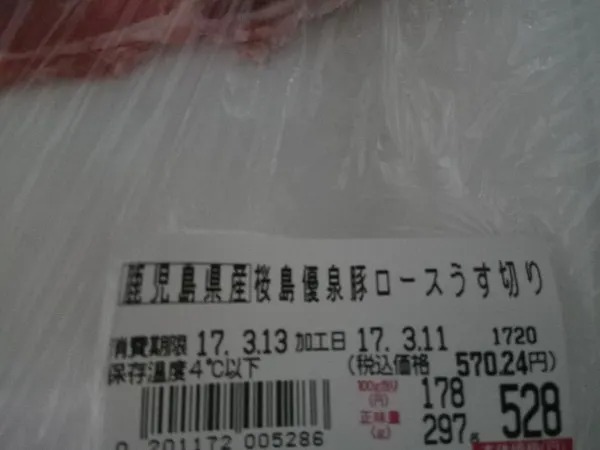 鹿児島県産桜島優泉豚ロースうす切り
消費期限 17. 3.13 加工日 17. 3.11 1720
保存温度4℃以下 (税込価格 570.24円)
100g当り(円) 178
528
正味量(g) 297g
0 201172 005286